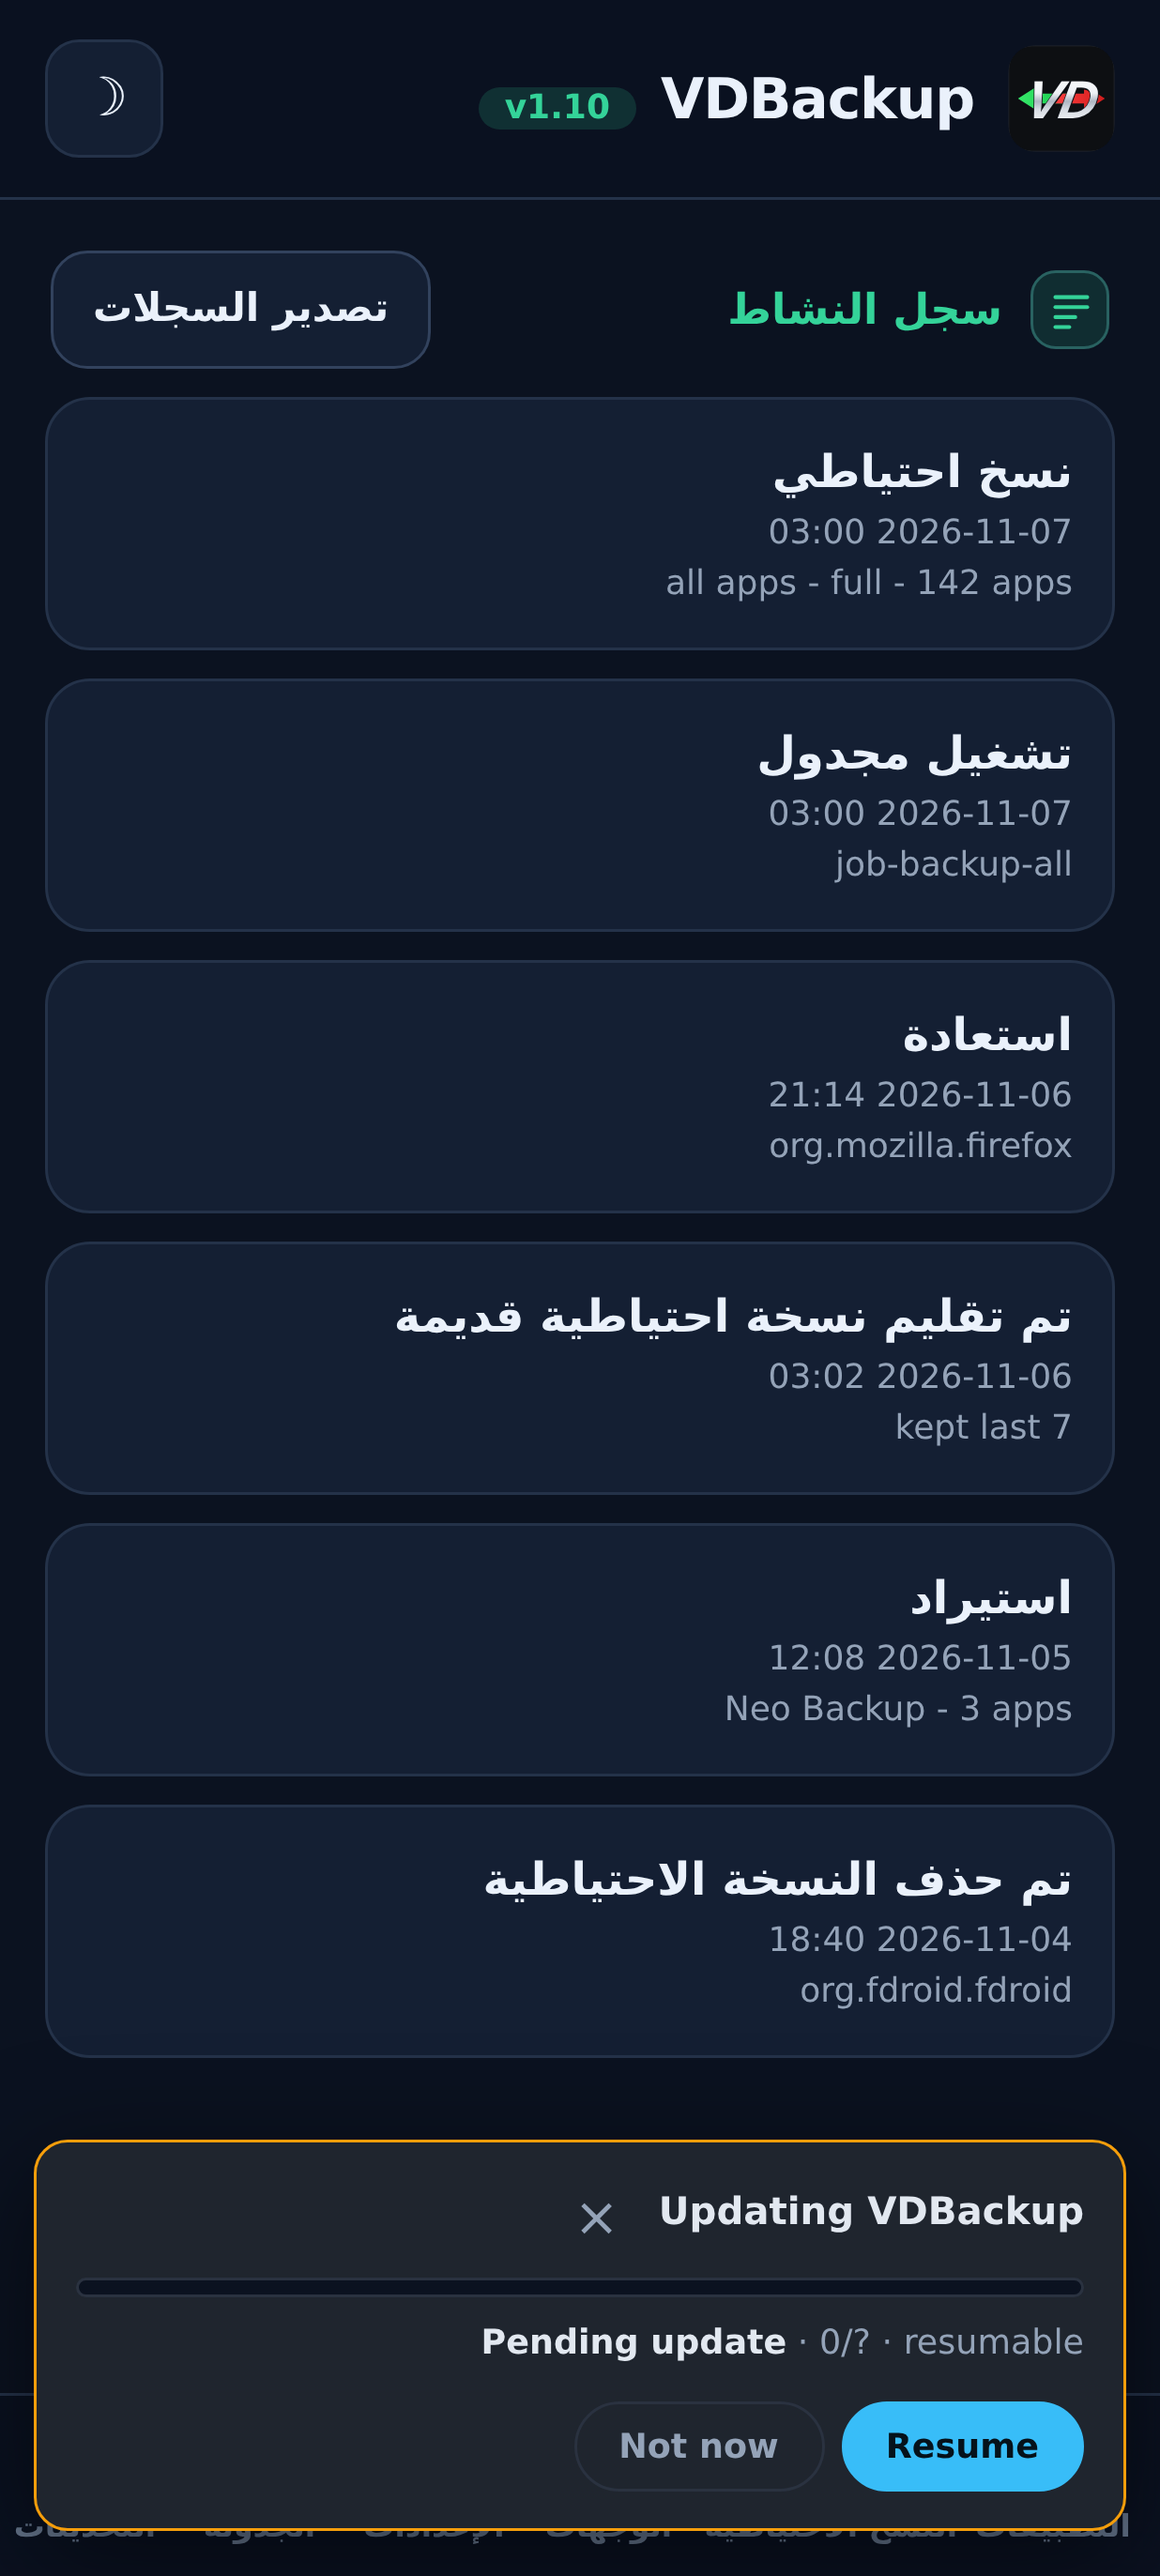 VD VDBackup v1.10
سجل النشاط
تصدير السجلات
نسخ احتياطي
03:00 2026-11-07
all apps - full - 142 apps
تشغيل مجدول
03:00 2026-11-07
job-backup-all
استعادة
21:14 2026-11-06
org.mozilla.firefox
تم تقليم نسخة احتياطية قديمة
03:02 2026-11-06
kept last 7
استيراد
12:08 2026-11-05
Neo Backup - 3 apps
تم حذف النسخة الاحتياطية
18:40 2026-11-04
org.fdroid.fdroid
Updating VDBackup
Pending update · 0/? · resumable
Resume
Not now